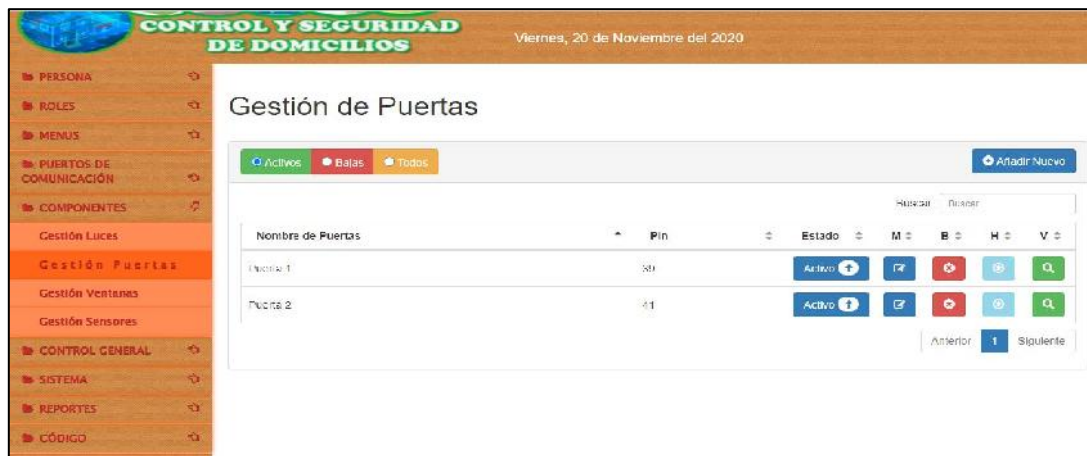 CONTROL Y SEGURIDAD
DE DOMICILIOS
Viernes, 20 de Noviembre del 2020
PERSONA
ROLES
MENUS
PUERTOS DE
COMUNICACIÓN
COMPONENTES
Gestión Luces
Gestión Puertas
Gestión Ventanas
Gestión Sensores
CONTROL GENERAL
SISTEMA
REPORTES
CÓDIGO
Gestión de Puertas
Activos Bajas Todos
Añadir Nuevo
Buscar Buscar
Nombre de Puertas Pin Estado M B H V
Puerta 1 39 Activo
Puerta 2 41 Activo
Anterior 1 Siguiente